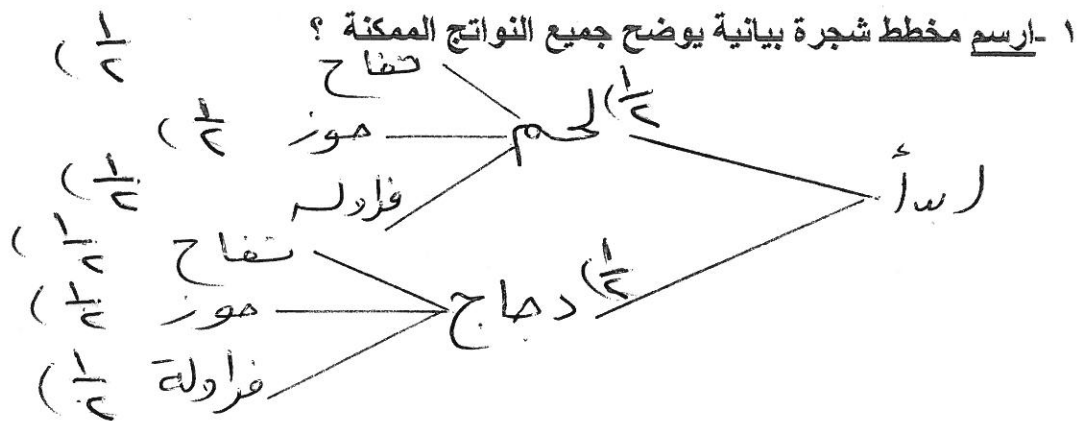 ١ -ارسم مخطط شجرة بيانية يوضح جميع النواتج الممكنة ؟
تفاح (١/٢)
لحم (١/٢)
موز (١/٢)
فراولة (١/٢)
ابدأ
تفاح (١/٢)
دجاج (١/٢)
موز (١/٢)
فراولة (١/٢)